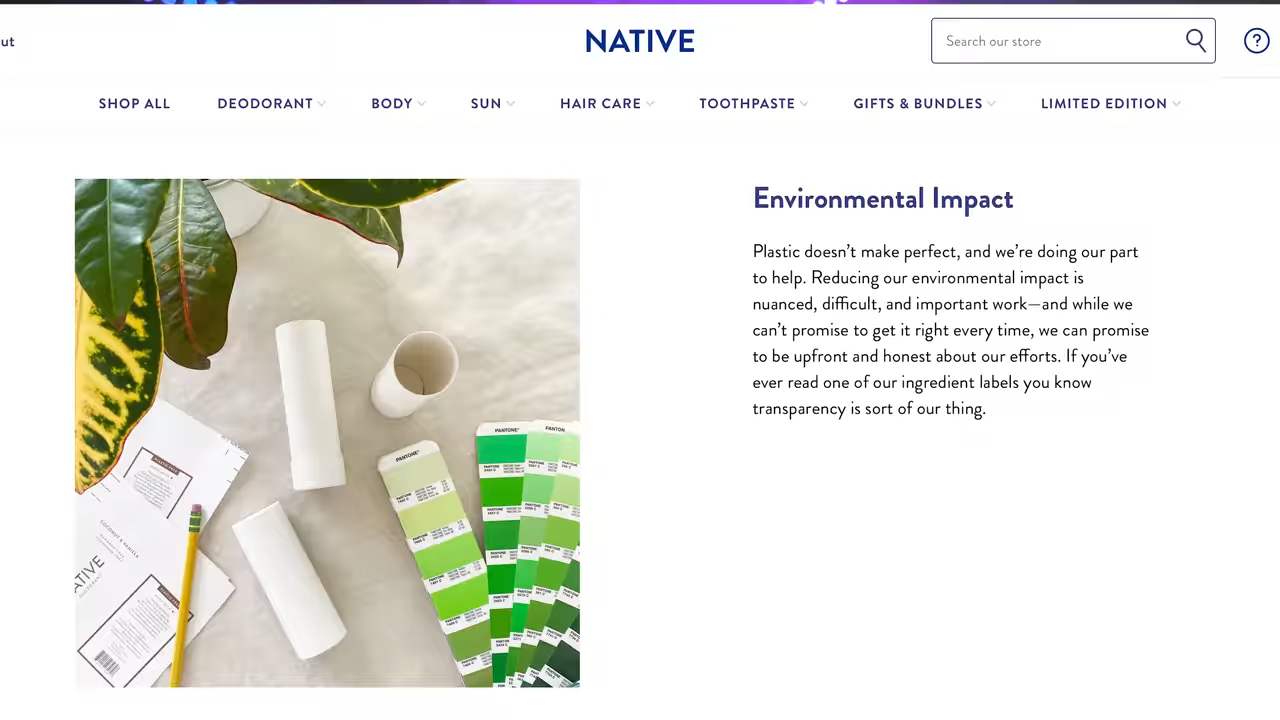 ut
NATIVE
Search our store
?
SHOP ALL DEODORANT BODY SUN HAIR CARE TOOTHPASTE GIFTS & BUNDLES LIMITED EDITION
Environmental Impact
Plastic doesn’t make perfect, and we’re doing our part
to help. Reducing our environmental impact is
nuanced, difficult, and important work—and while we
can’t promise to get it right every time, we can promise
to be upfront and honest about our efforts. If you’ve
ever read one of our ingredient labels you know
transparency is sort of our thing.
PANTONE
PANTONE
PANTON
COCONUT & VANILLA
ATIVE